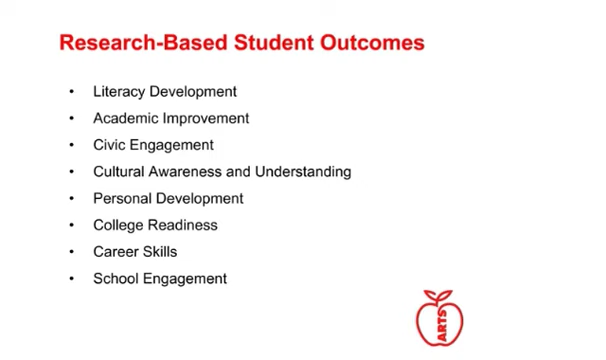 Research-Based Student Outcomes
• Literacy Development
• Academic Improvement
• Civic Engagement
• Cultural Awareness and Understanding
• Personal Development
• College Readiness
• Career Skills
• School Engagement
ARTS